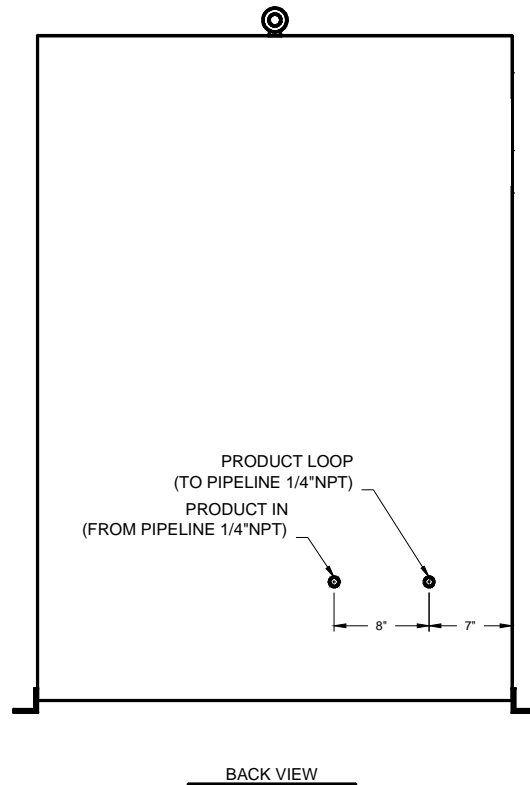 PRODUCT LOOP
(TO PIPELINE 1/4"NPT)
PRODUCT IN
(FROM PIPELINE 1/4"NPT)
8"
7"
BACK VIEW